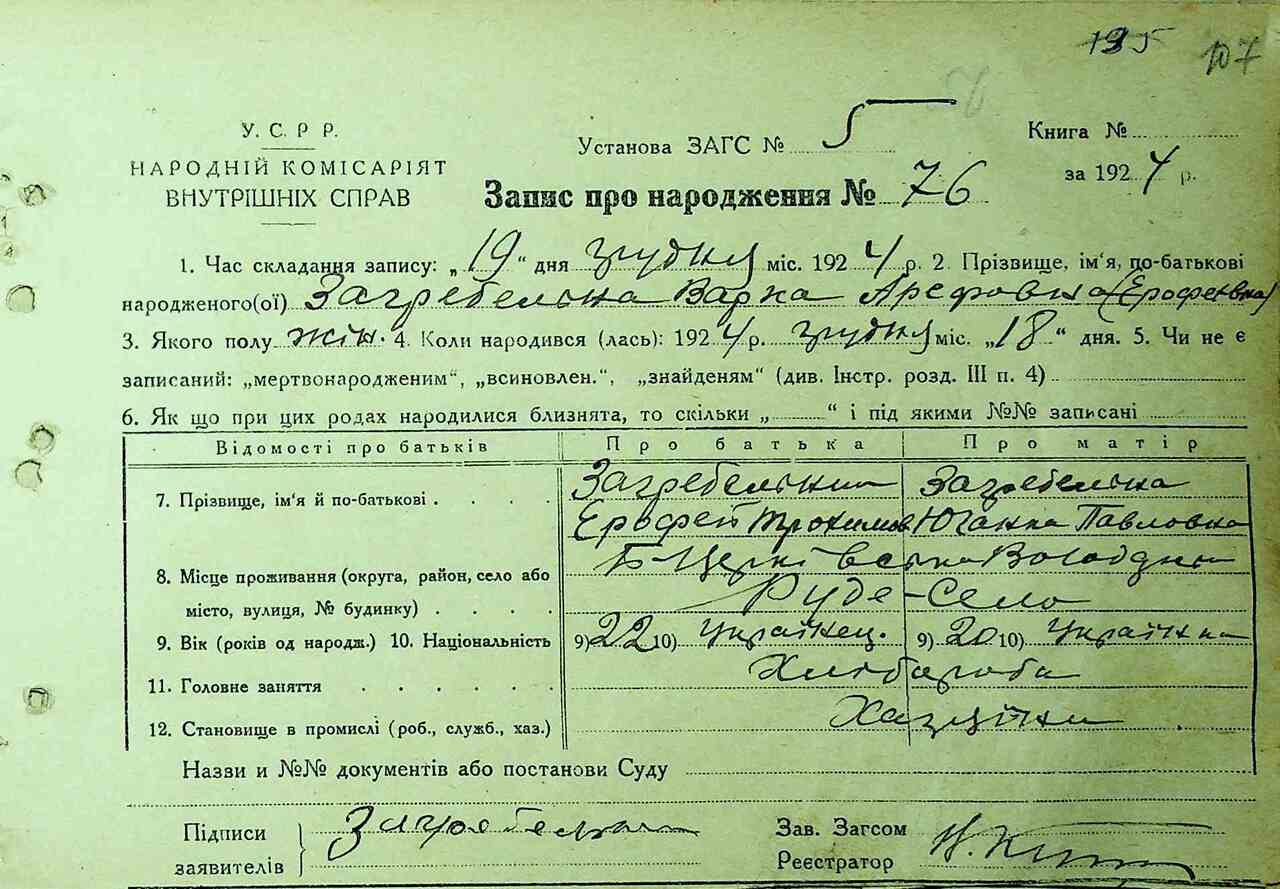 195 107
У. С. Р. Р.
НАРОДНІЙ КОМІСАРІЯТ
ВНУТРІШНІХ СПРАВ
Установа ЗАГС № 5
Книга №
за 1924 р.
Запис про народження № 76
1. Час складання запису: „19“ дня грудня міс. 1924 р. 2. Прізвище, ім'я, по-батькові
народженого(ої) Загребельна Варка Арефовна (Ерофеевна)
3. Якого полу жін. 4. Коли народився (лась): 1924 р. грудня міс. „18“ дня. 5. Чи не є
записаний: „мертвонародженим“, „всиновлен.“, „знайденям“ (див. Інстр. розд. III п. 4)
6. Як що при цих родах народилися близнята, то скільки „ “ і під якими №№ записані
Відомості про батьків Про батька Про матір
7. Прізвище, ім'я й по-батькові Загребельний Загребельна
Ерофей Трохимов Юганна Павловна
8. Місце проживання (округа, район, село або Б-Церківська
місто, вулиця, № будинку) Руде-Село
9. Вік (років од народж.) 10. Національність 9) 22 10) Українец. 9) 20 10) Українка
11. Головне заняття Хлібароба
12. Становище в промислі (роб., служб., хаз.) Хазяїни
Назви и №№ документів або постанови Суду
Підписи Загребельний Зав. Загсом
заявителів Реєстратор